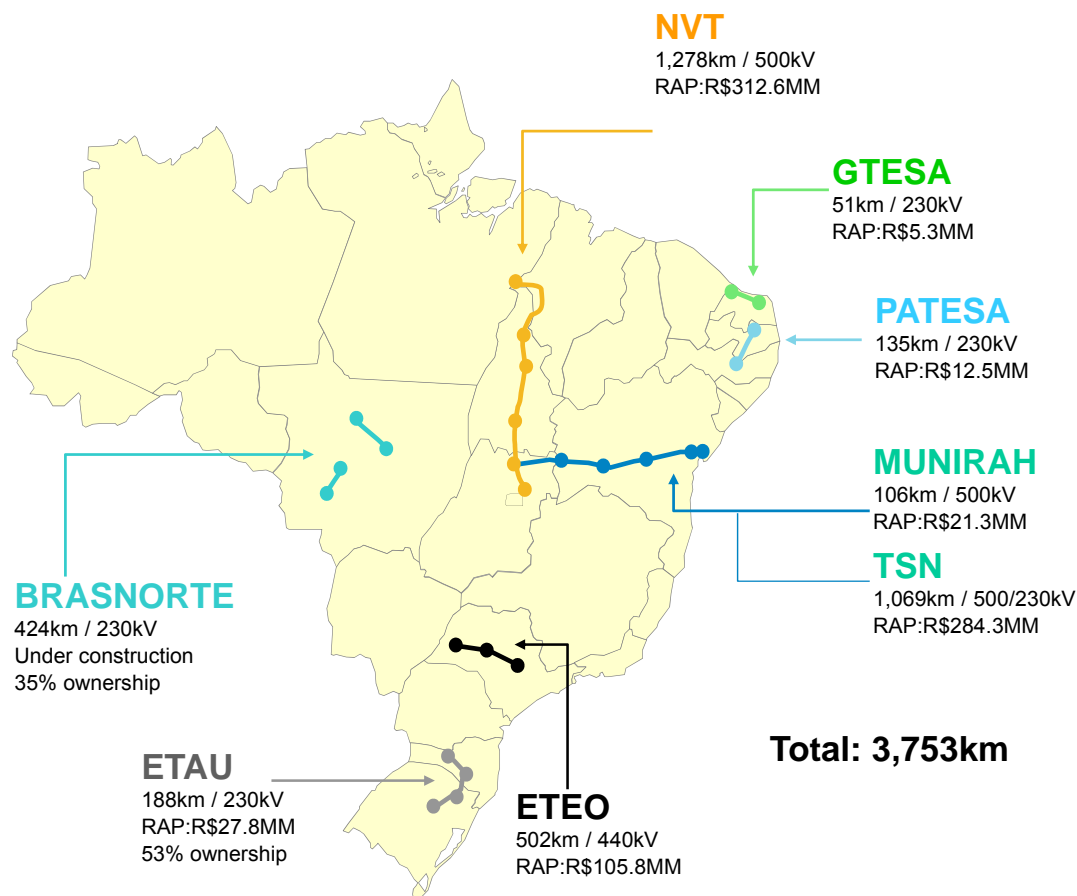 NVT
1,278km / 500kV
RAP:R$312.6MM
GTESA
51km / 230kV
RAP:R$5.3MM
PATESA
135km / 230kV
RAP:R$12.5MM
MUNIRAH
106km / 500kV
RAP:R$21.3MM
TSN
1,069km / 500/230kV
RAP:R$284.3MM
BRASNORTE
424km / 230kV
Under construction
35% ownership
Total: 3,753km
ETAU
188km / 230kV
RAP:R$27.8MM
53% ownership
ETEO
502km / 440kV
RAP:R$105.8MM